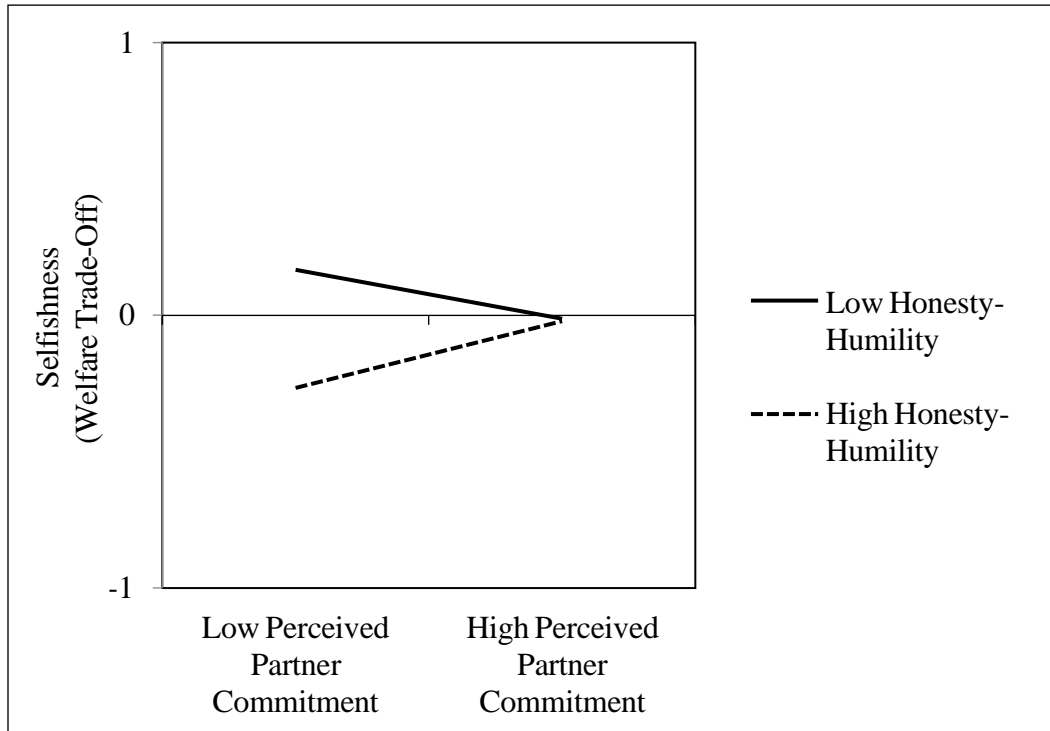 1
0
-1
Selfishness
(Welfare Trade-Off)
Low Perceived
Partner
Commitment
High Perceived
Partner
Commitment
Low Honesty-
Humility
High Honesty-
Humility